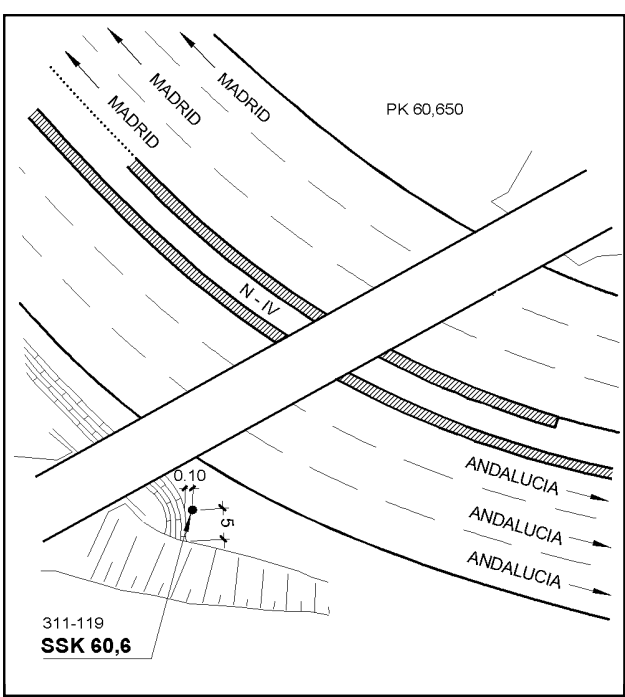 MADRID
MADRID
MADRID
PK 60,650
N - IV
ANDALUCIA
ANDALUCIA
ANDALUCIA
0.10
5
311-119
SSK 60,6